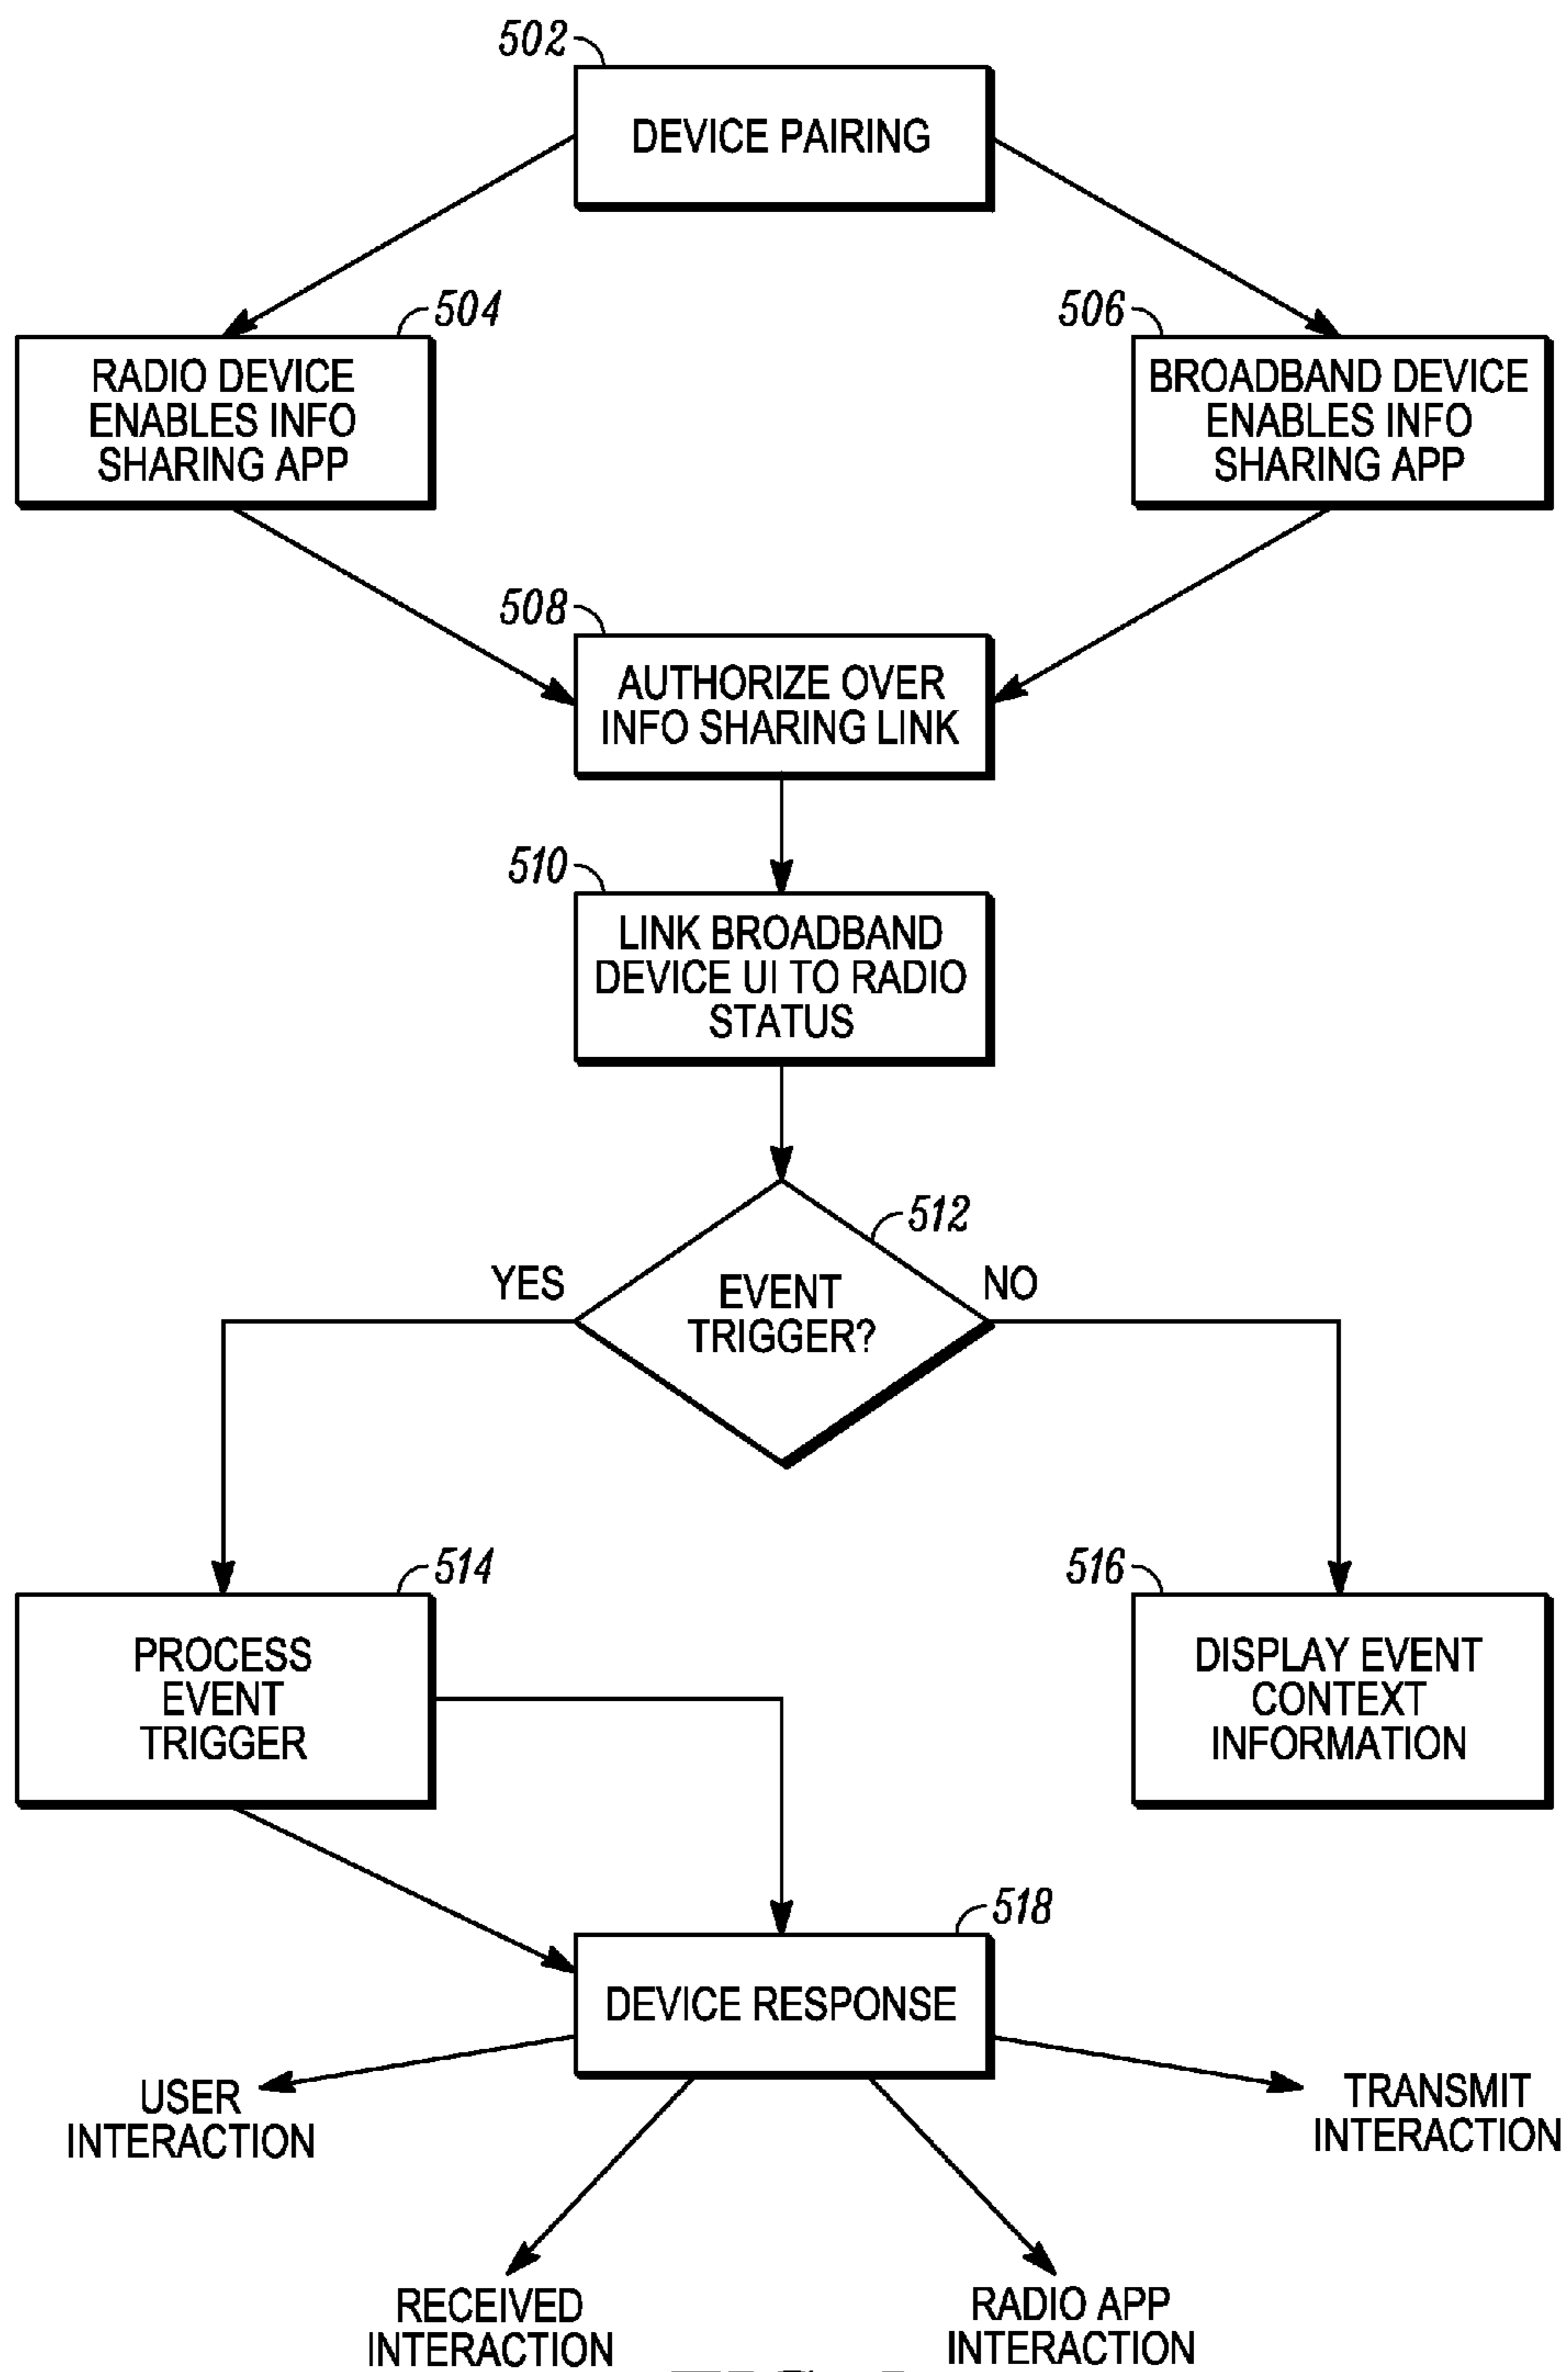 502
DEVICE PAIRING
504
RADIO DEVICE
ENABLES INFO
SHARING APP
506
BROADBAND DEVICE
ENABLES INFO
SHARING APP
508
AUTHORIZE OVER
INFO SHARING LINK
510
LINK BROADBAND
DEVICE UI TO RADIO
STATUS
512
EVENT
TRIGGER?
YES
NO
514
PROCESS
EVENT
TRIGGER
516
DISPLAY EVENT
CONTEXT
INFORMATION
518
DEVICE RESPONSE
USER
INTERACTION
RECEIVED
INTERACTION
RADIO APP
INTERACTION
TRANSMIT
INTERACTION